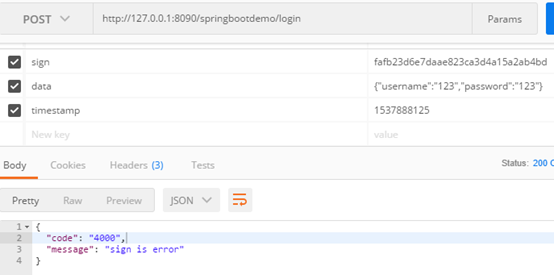 POST http://127.0.0.1:8090/springbootdemo/login Params
sign fafb23d6e7daae823ca3d4a15a2ab4bd
data {"username":"123","password":"123"}
timestamp 1537888125
New key value
Body Cookies Headers (3) Tests Status: 200 O
Pretty Raw Preview JSON
1 {
2 "code": "4000",
3 "message": "sign is error"
4 }